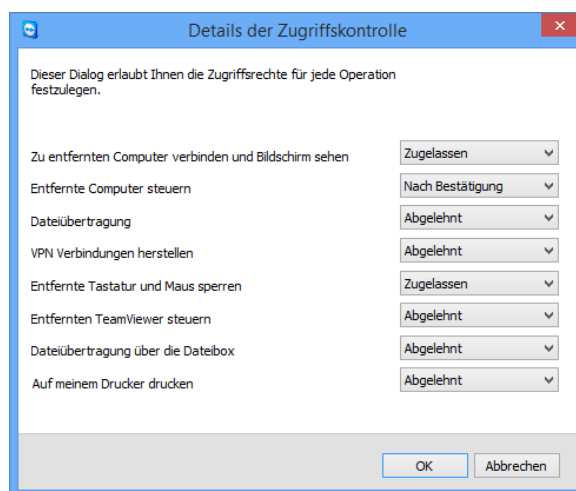 Details der Zugriffskontrolle
Dieser Dialog erlaubt Ihnen die Zugriffsrechte für jede Operation
festzulegen.
Zu entfernten Computer verbinden und Bildschirm sehen Zugelassen
Entfernte Computer steuern Nach Bestätigung
Dateiübertragung Abgelehnt
VPN Verbindungen herstellen Abgelehnt
Entfernte Tastatur und Maus sperren Zugelassen
Entfernten TeamViewer steuern Abgelehnt
Dateiübertragung über die Dateibox Abgelehnt
Auf meinem Drucker drucken Abgelehnt
OK Abbrechen